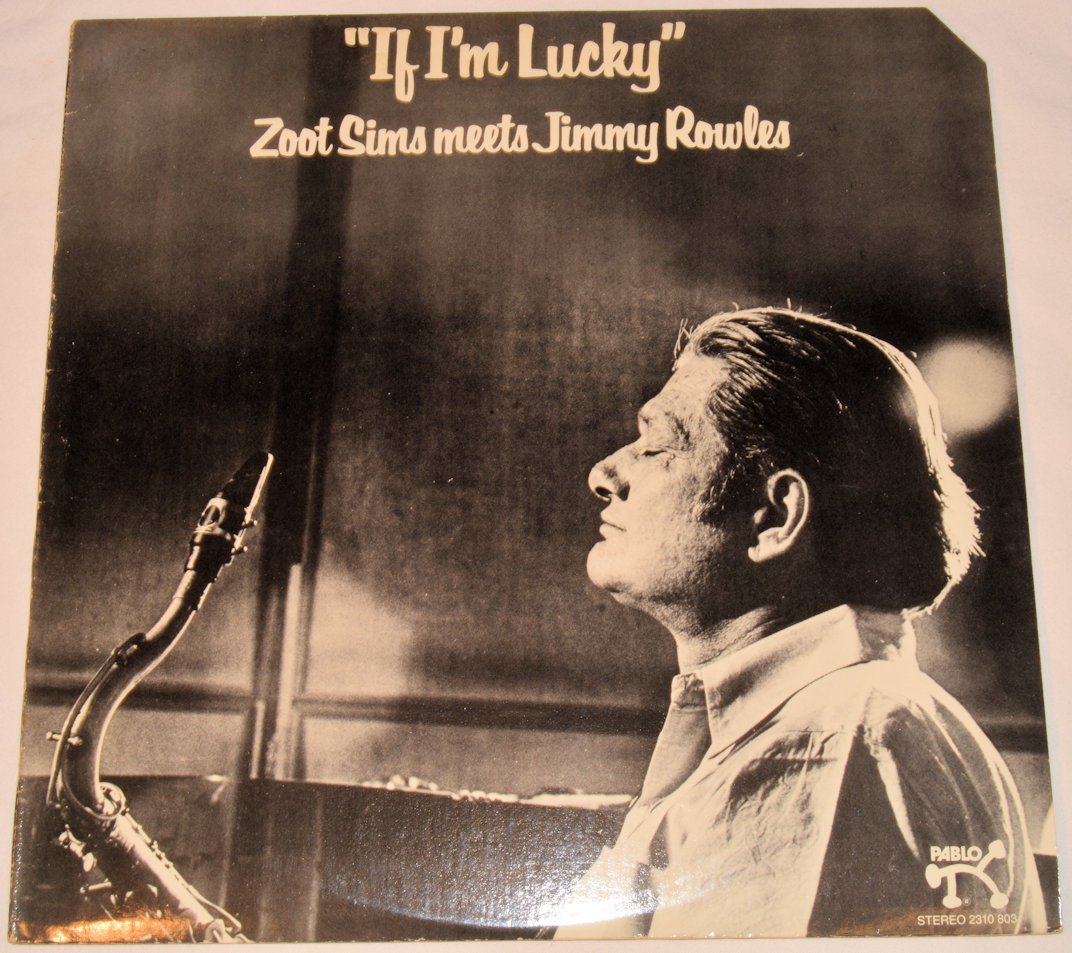 "If I'm Lucky"
Zoot Sims meets Jimmy Rowles
PABLO
®
STEREO 2310 803